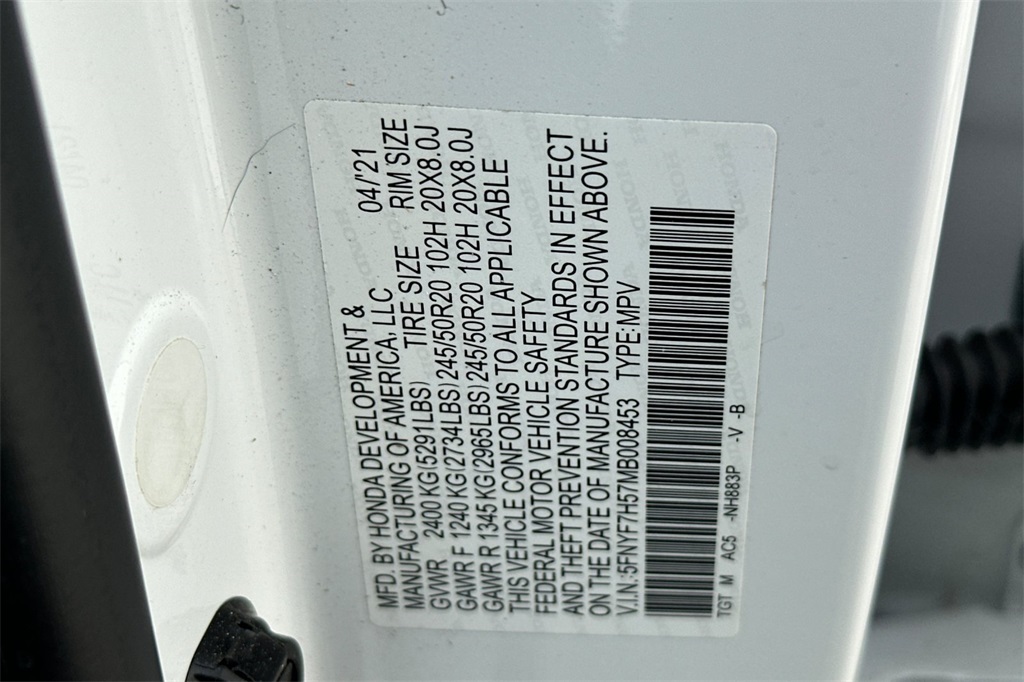 MFD. BY HONDA DEVELOPMENT & 04/'21
MANUFACTURING OF AMERICA, LLC
GVWR 2400 KG(5291LBS) TIRE SIZE RIM SIZE
GAWR F 1240 KG(2734LBS) 245/50R20 102H 20X8.0J
GAWR R 1345 KG(2965LBS) 245/50R20 102H 20X8.0J
THIS VEHICLE CONFORMS TO ALL APPLICABLE
FEDERAL MOTOR VEHICLE SAFETY
AND THEFT PREVENTION STANDARDS IN EFFECT
ON THE DATE OF MANUFACTURE SHOWN ABOVE.
V.I.N.:5FNYF7H57MB008453 TYPE:MPV
TGT M AC5 -NH883P -V -B